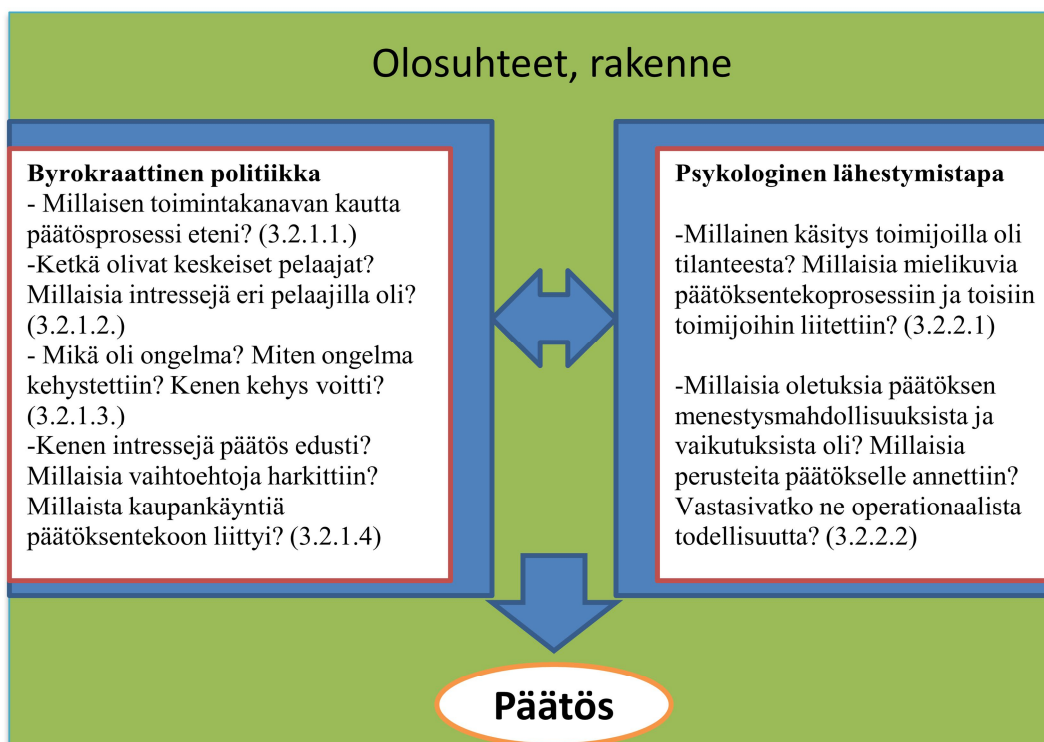 Olosuhteet, rakenne
Byrokraattinen politiikka
- Millaisen toimintakanavan kautta
päätösprosessi eteni? (3.2.1.1.)
-Ketkä olivat keskeiset pelaajat?
Millaisia intressejä eri pelaajilla oli?
(3.2.1.2.)
- Mikä oli ongelma? Miten ongelma
kehystettiin? Kenen kehys voitti?
(3.2.1.3.)
-Kenen intressejä päätös edusti?
Millaisia vaihtoehtoja harkittiin?
Millaista kaupankäyntiä
päätöksentekoon liittyi? (3.2.1.4)
Psykologinen lähestymistapa
-Millainen käsitys toimijoilla oli
tilanteesta? Millaisia mielikuvia
päätöksentekoprosessiin ja toisiin
toimijoihin liitettiin? (3.2.2.1)
-Millaisia oletuksia päätöksen
menestysmahdollisuuksista ja
vaikutuksista oli? Millaisia
perusteita päätökselle annettiin?
Vastasivatko ne operationaalista
todellisuutta? (3.2.2.2)
Päätös